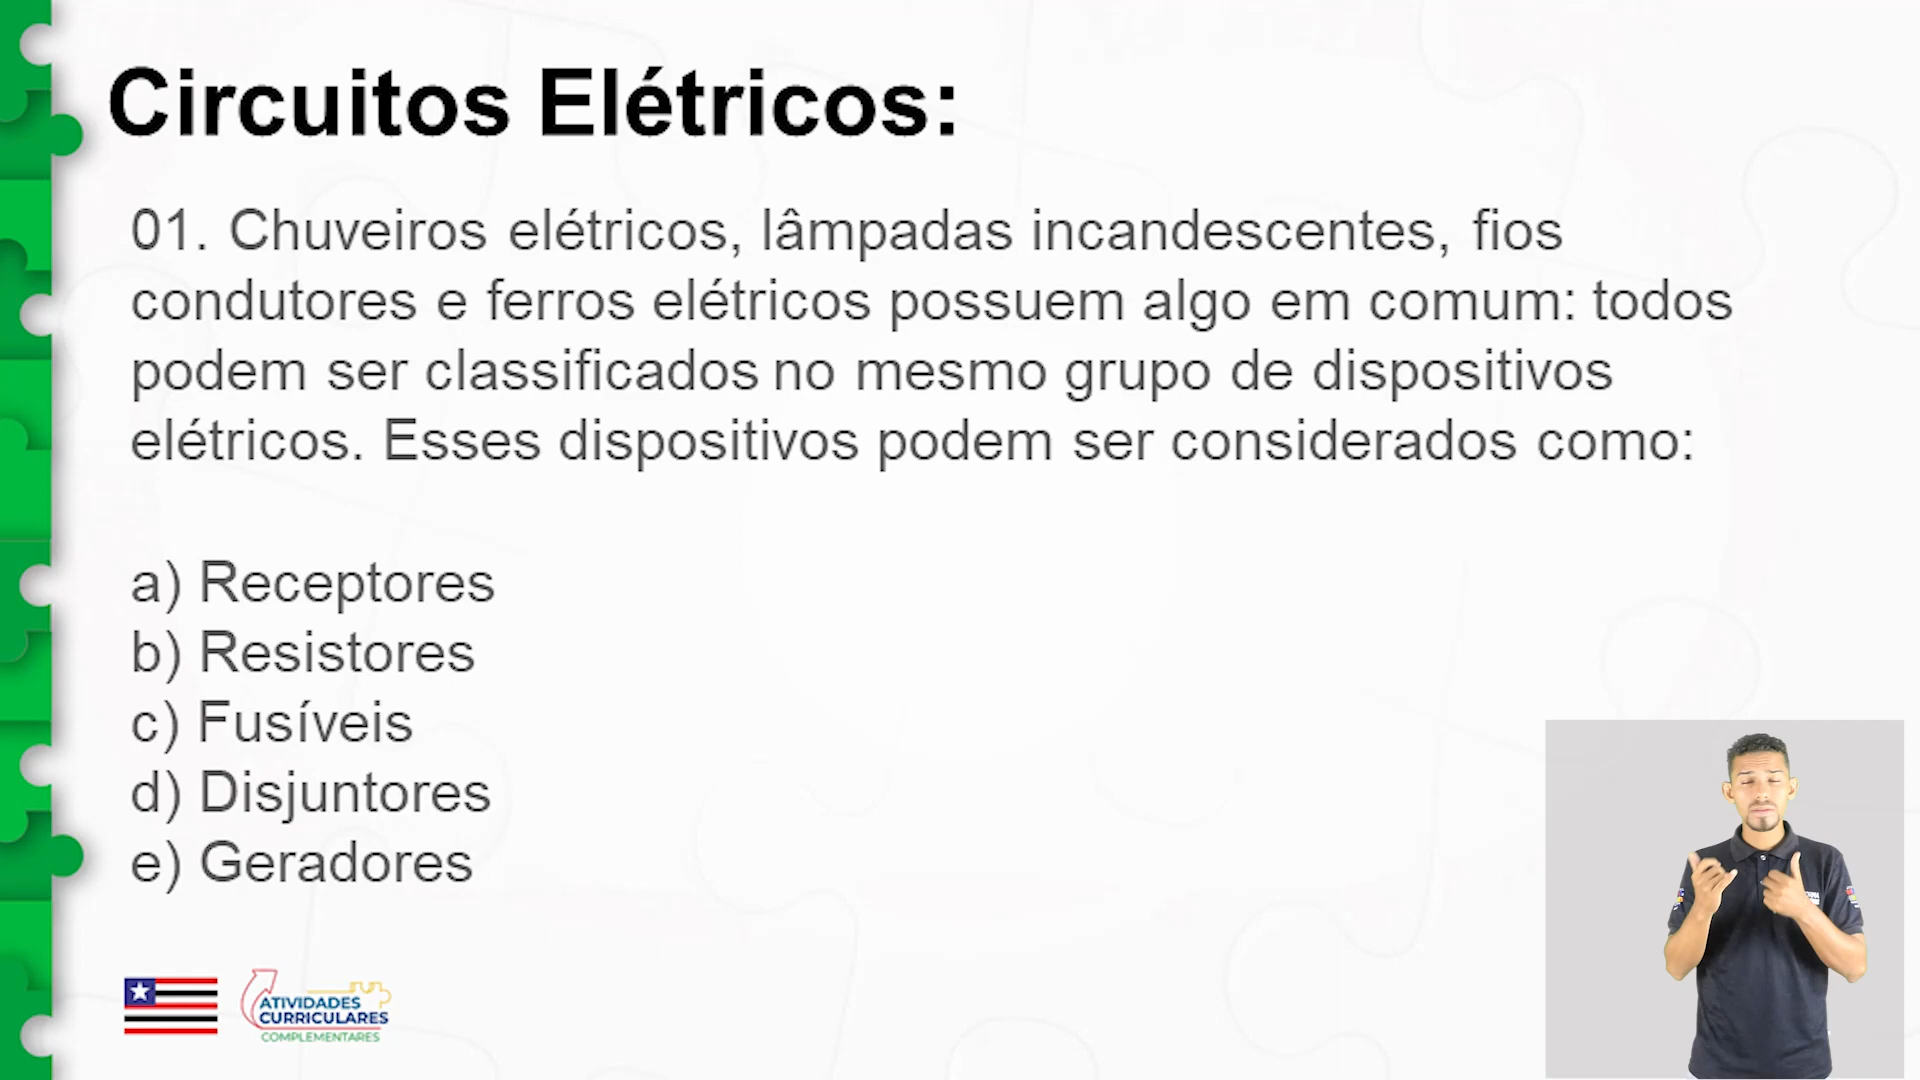 Circuitos Elétricos:
01. Chuveiros elétricos, lâmpadas incandescentes, fios
condutores e ferros elétricos possuem algo em comum: todos
podem ser classificados no mesmo grupo de dispositivos
elétricos. Esses dispositivos podem ser considerados como:
a) Receptores
b) Resistores
c) Fusíveis
d) Disjuntores
e) Geradores
ATIVIDADES
CURRICULARES
COMPLEMENTARES